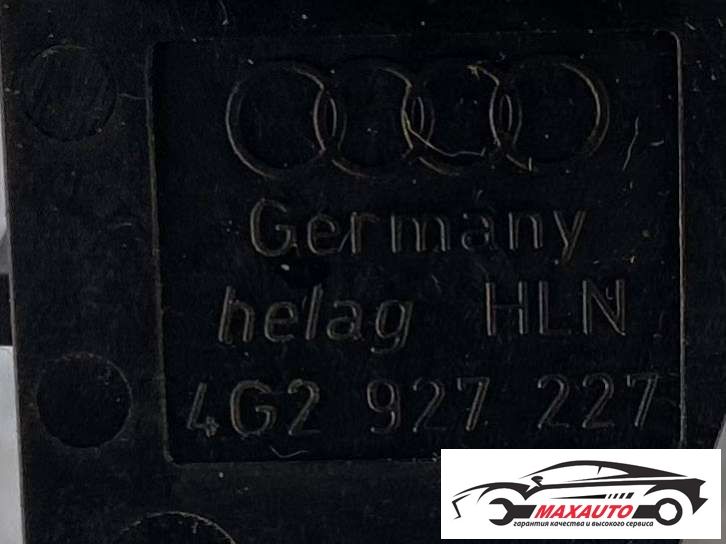 Germany
helag HLN
4G2 927 227
MAXAUTO
гарантия качества и высокого сервиса